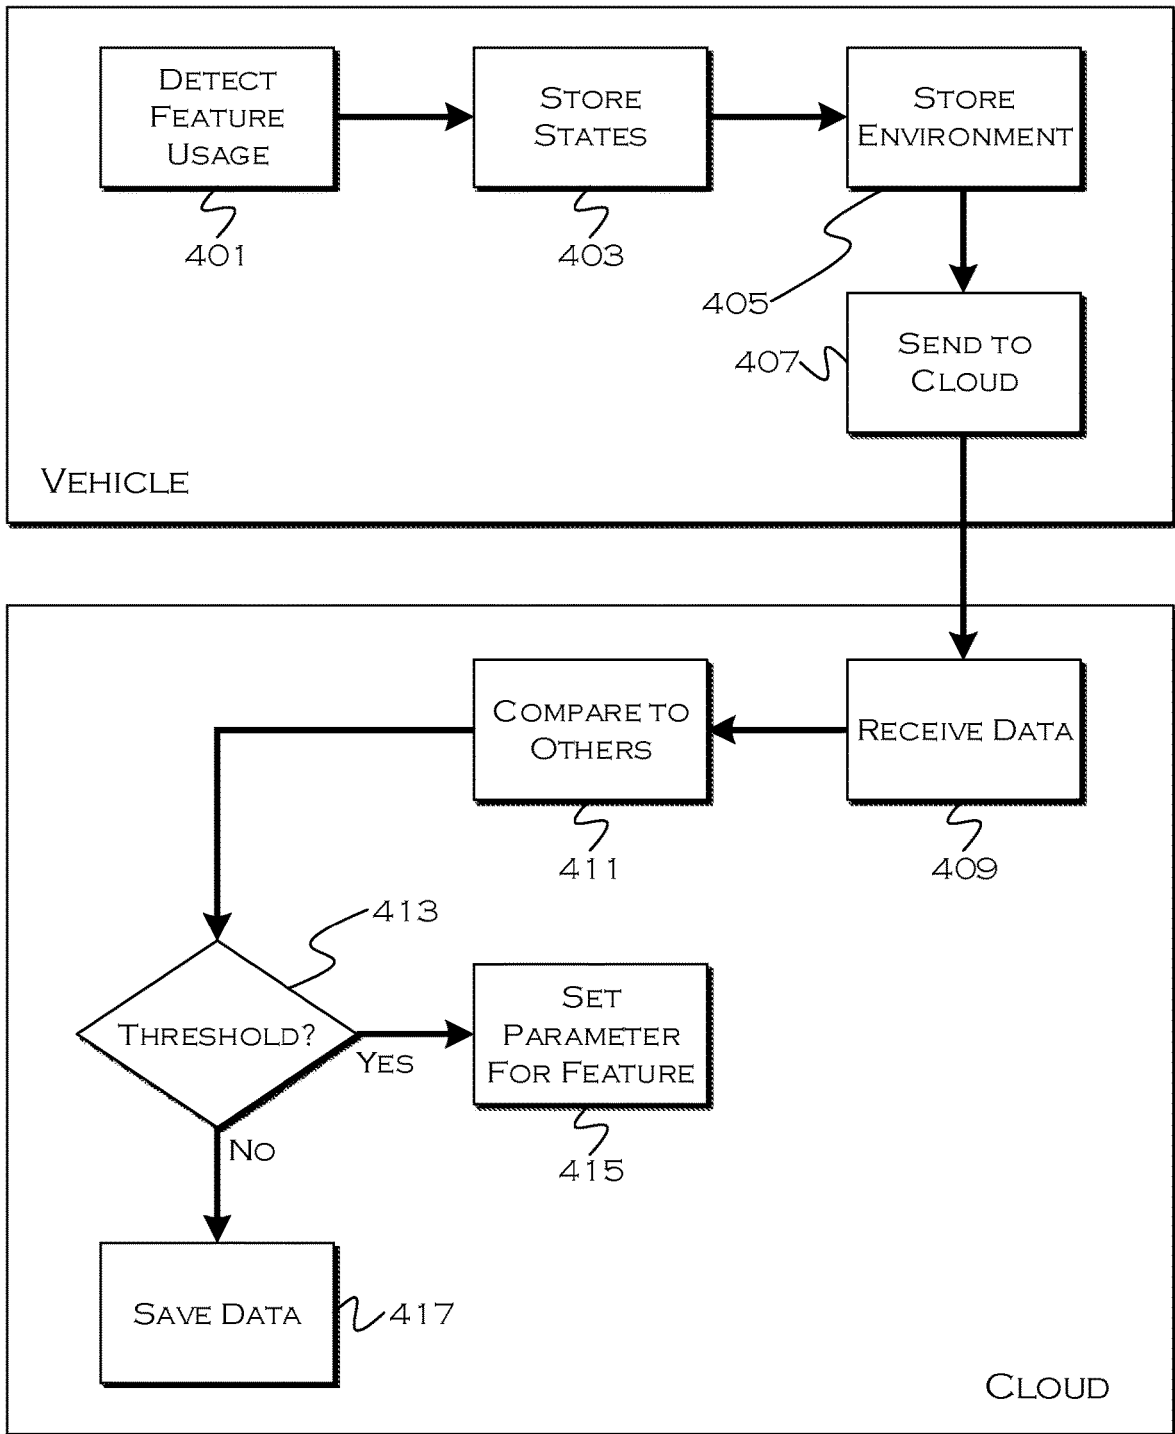 DETECT
FEATURE
USAGE
401
STORE
STATES
403
STORE
ENVIRONMENT
405
SEND TO
CLOUD
407
VEHICLE
RECEIVE DATA
409
COMPARE TO
OTHERS
411
THRESHOLD?
413
YES
NO
SET
PARAMETER
FOR FEATURE
415
SAVE DATA
417
CLOUD